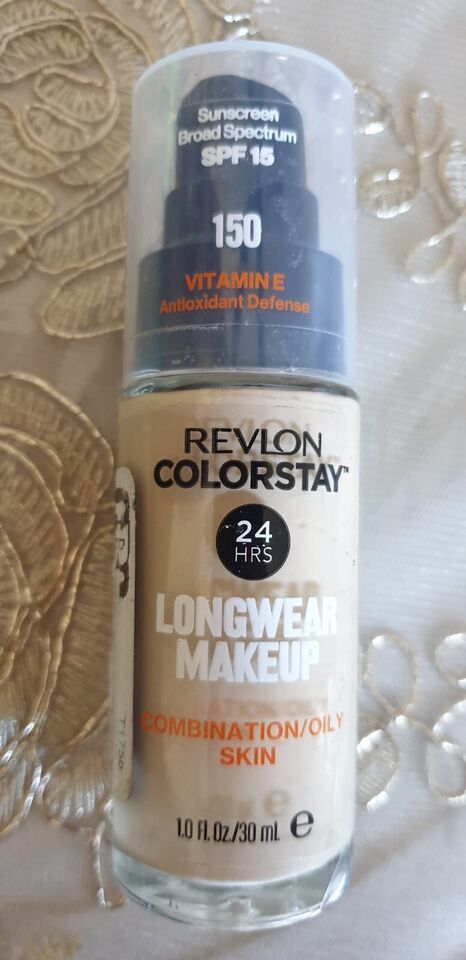 Sunscreen
Broad Spectrum
SPF 15
150
VITAMIN E
Antioxidant Defense
REVLON
COLORSTAY™
24
HRS
LONGWEAR
MAKEUP
COMBINATION/OILY
SKIN
1.0 Fl. Oz./30 mL e